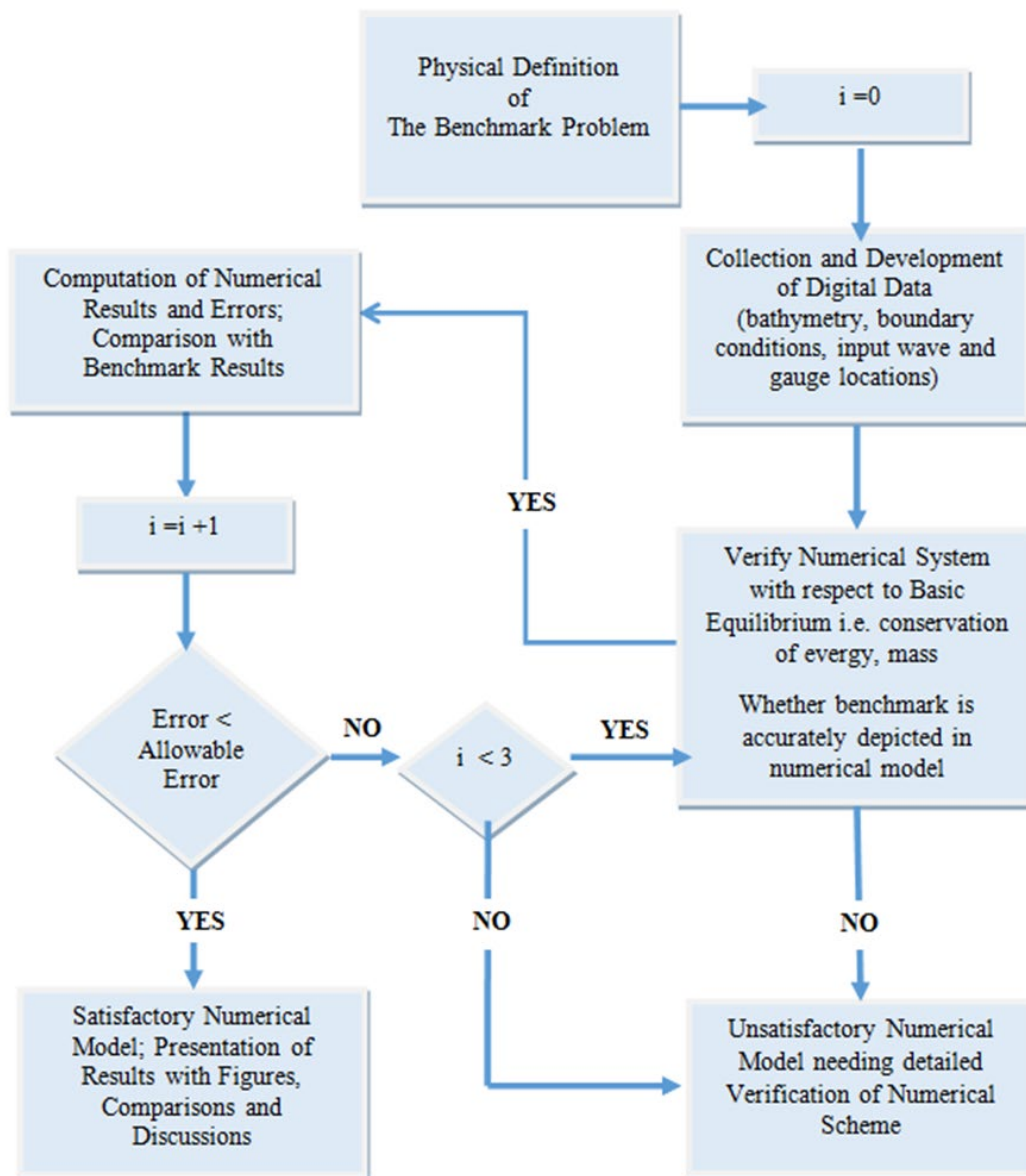 Physical Definition
of
The Benchmark Problem
i =0
Collection and Development
of Digital Data
(bathymetry, boundary
conditions, input wave and
gauge locations)
Computation of Numerical
Results and Errors;
Comparison with
Benchmark Results
YES
i =i +1
Verify Numerical System
with respect to Basic
Equilibrium i.e. conservation
of evergy, mass
Whether benchmark is
accurately depicted in
numerical model
Error <
Allowable
Error
NO
i < 3
YES
YES
NO
NO
Satisfactory Numerical
Model; Presentation of
Results with Figures,
Comparisons and
Discussions
Unsatisfactory Numerical
Model needing detailed
Verification of Numerical
Scheme